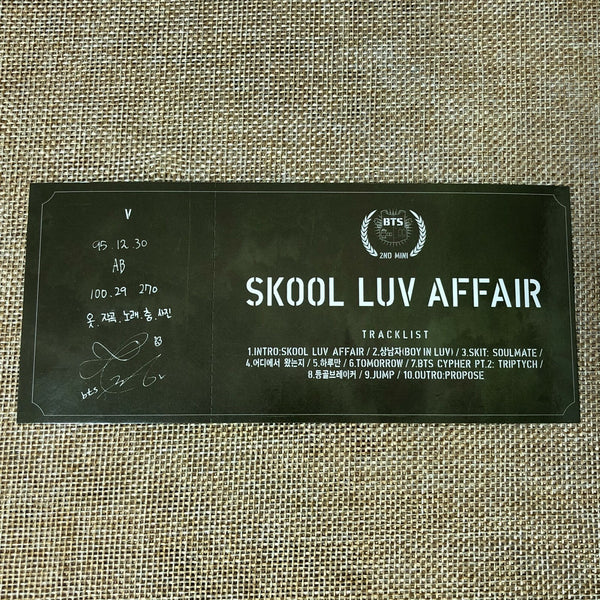 V
95.12.30
AB
100.29 270
옷.작곡.노래.춤.사진
bts
BTS
2ND MINI
SKOOL LUV AFFAIR
TRACKLIST
1.INTRO:SKOOL LUV AFFAIR / 2.상남자(BOY IN LUV) / 3.SKIT: SOULMATE /
4.어디에서 왔는지 / 5.하루만 / 6.TOMORROW / 7.BTS CYPHER PT.2: TRIPTYCH /
8.등골브레이커 / 9.JUMP / 10.OUTRO:PROPOSE